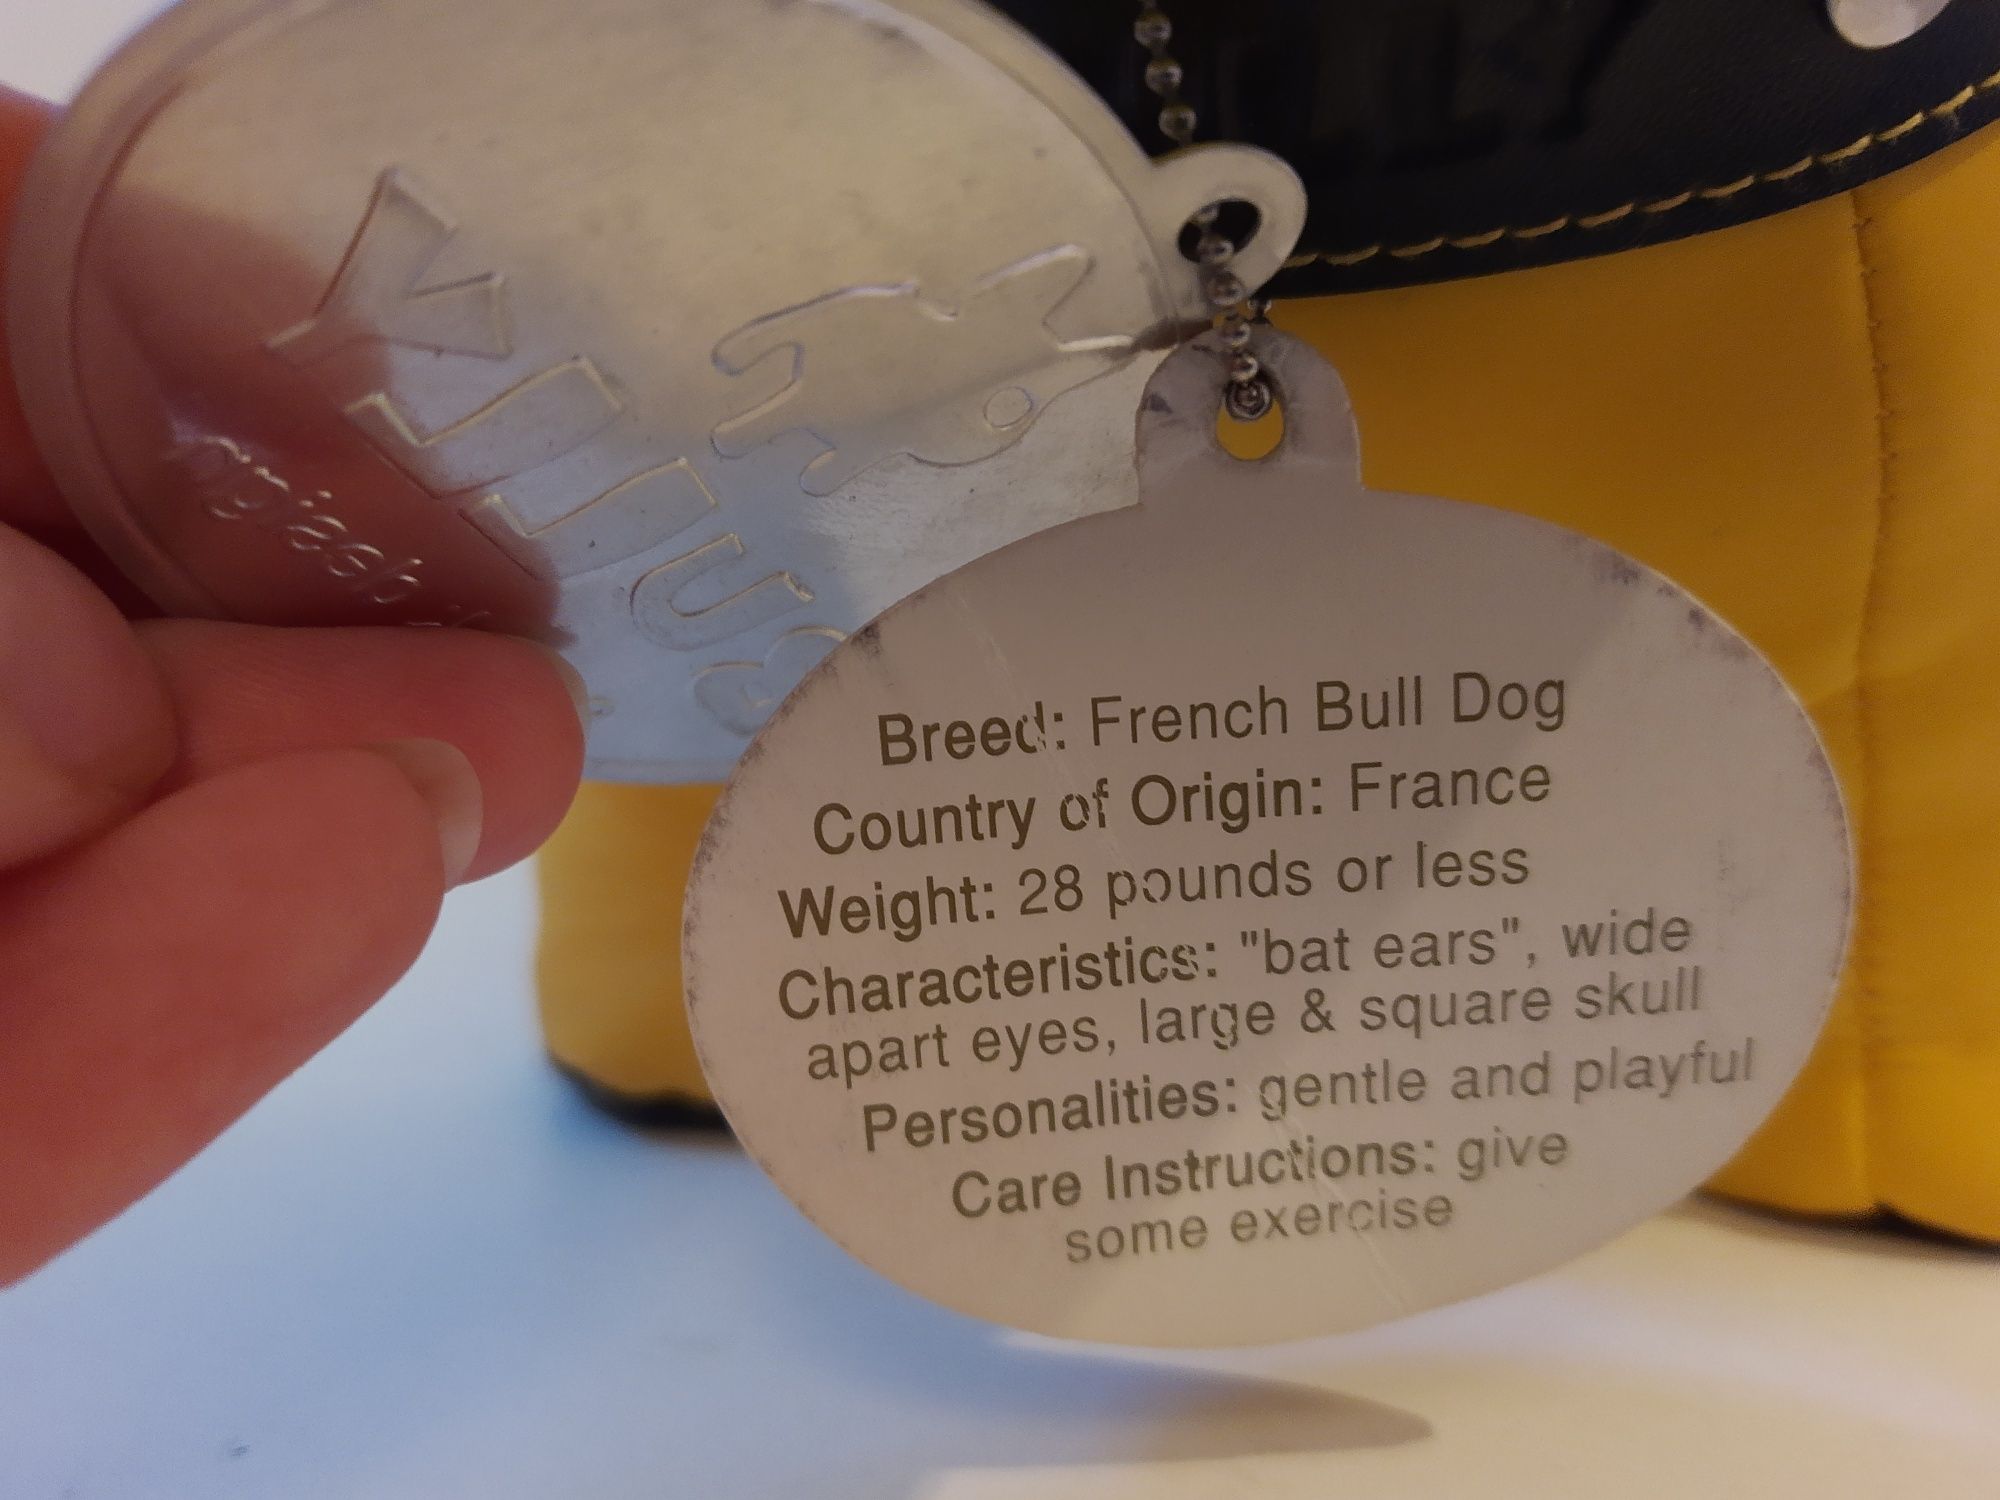 BULLY
Breed: French Bull Dog
Country of Origin: France
Weight: 28 pounds or less
Characteristics: "bat ears", wide
apart eyes, large & square skull
Personalities: gentle and playful
Care Instructions: give
some exercise